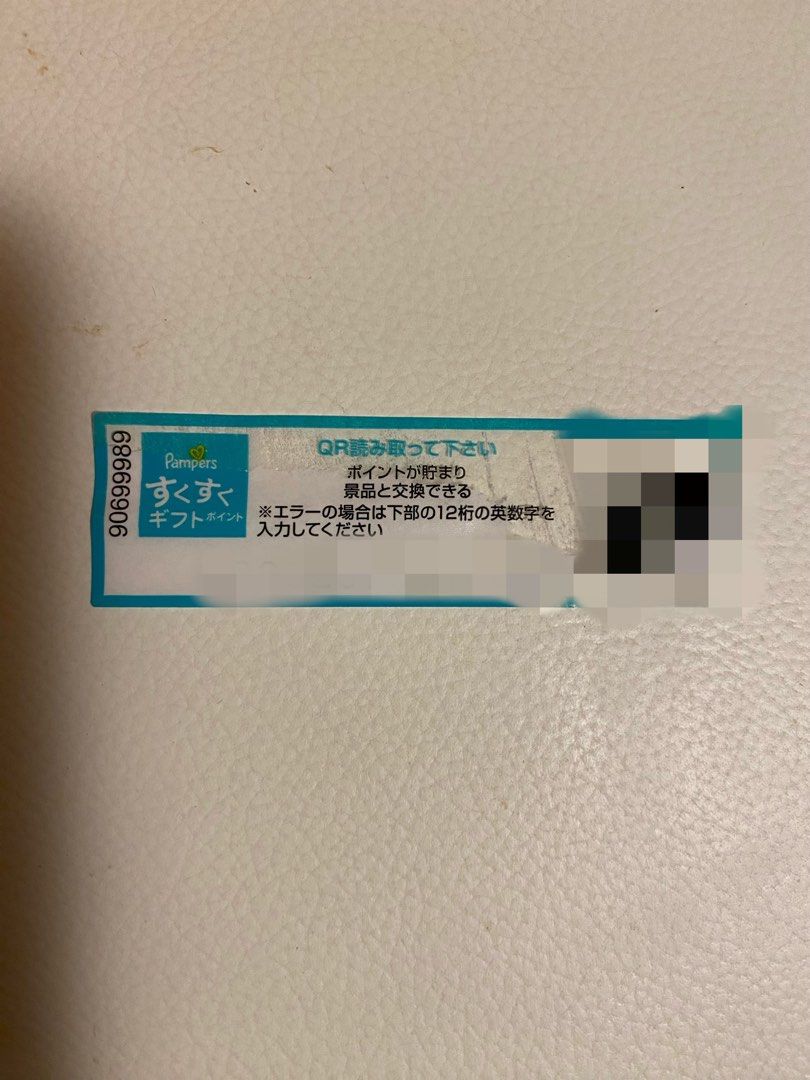 90699989
Pampers
すくすく
ギフトポイント
QR読み取って下さい
ポイントが貯まり
景品と交換できる
※エラーの場合は下部の12桁の英数字を
入力してください